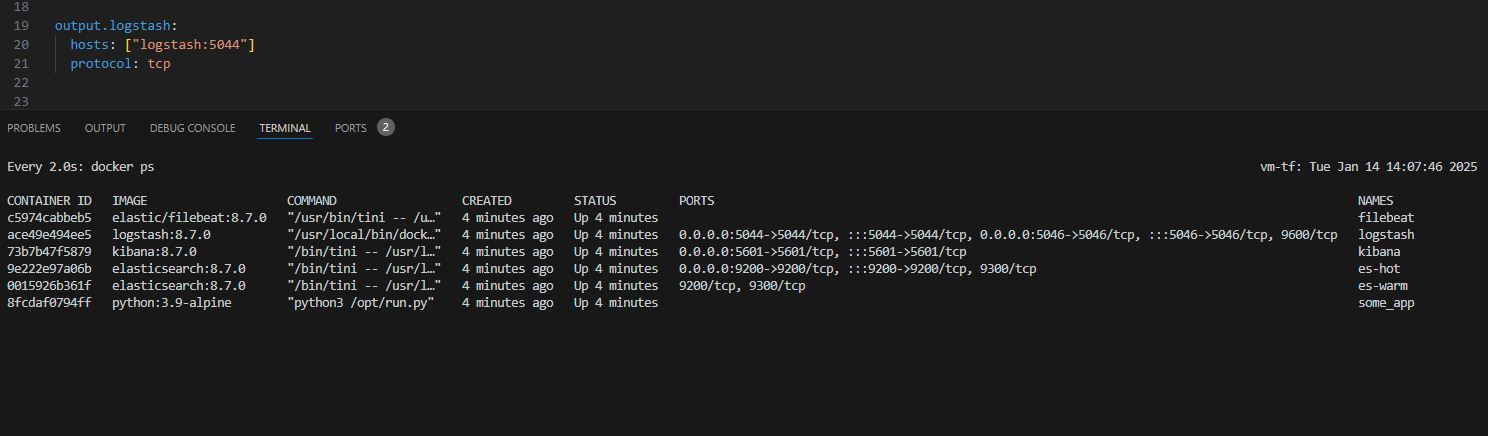 18
19 output.logstash:
20 hosts: ["logstash:5044"]
21 protocol: tcp
22
23
PROBLEMS OUTPUT DEBUG CONSOLE TERMINAL PORTS 2
Every 2.0s: docker ps vm-tf: Tue Jan 14 14:07:46 2025
CONTAINER ID IMAGE COMMAND CREATED STATUS PORTS NAMES
c5974cabbeb5 elastic/filebeat:8.7.0 "/usr/bin/tini -- /u…" 4 minutes ago Up 4 minutes filebeat
ace49e494ee5 logstash:8.7.0 "/usr/local/bin/dock…" 4 minutes ago Up 4 minutes 0.0.0.0:5044->5044/tcp, :::5044->5044/tcp, 0.0.0.0:5046->5046/tcp, :::5046->5046/tcp, 9600/tcp logstash
73b7b47f5879 kibana:8.7.0 "/bin/tini -- /usr/l…" 4 minutes ago Up 4 minutes 0.0.0.0:5601->5601/tcp, :::5601->5601/tcp kibana
9e222e97a06b elasticsearch:8.7.0 "/bin/tini -- /usr/l…" 4 minutes ago Up 4 minutes 0.0.0.0:9200->9200/tcp, :::9200->9200/tcp, 9300/tcp es-hot
0015926b361f elasticsearch:8.7.0 "/bin/tini -- /usr/l…" 4 minutes ago Up 4 minutes 9200/tcp, 9300/tcp es-warm
8fcdaf0794ff python:3.9-alpine "python3 /opt/run.py" 4 minutes ago Up 4 minutes some_app